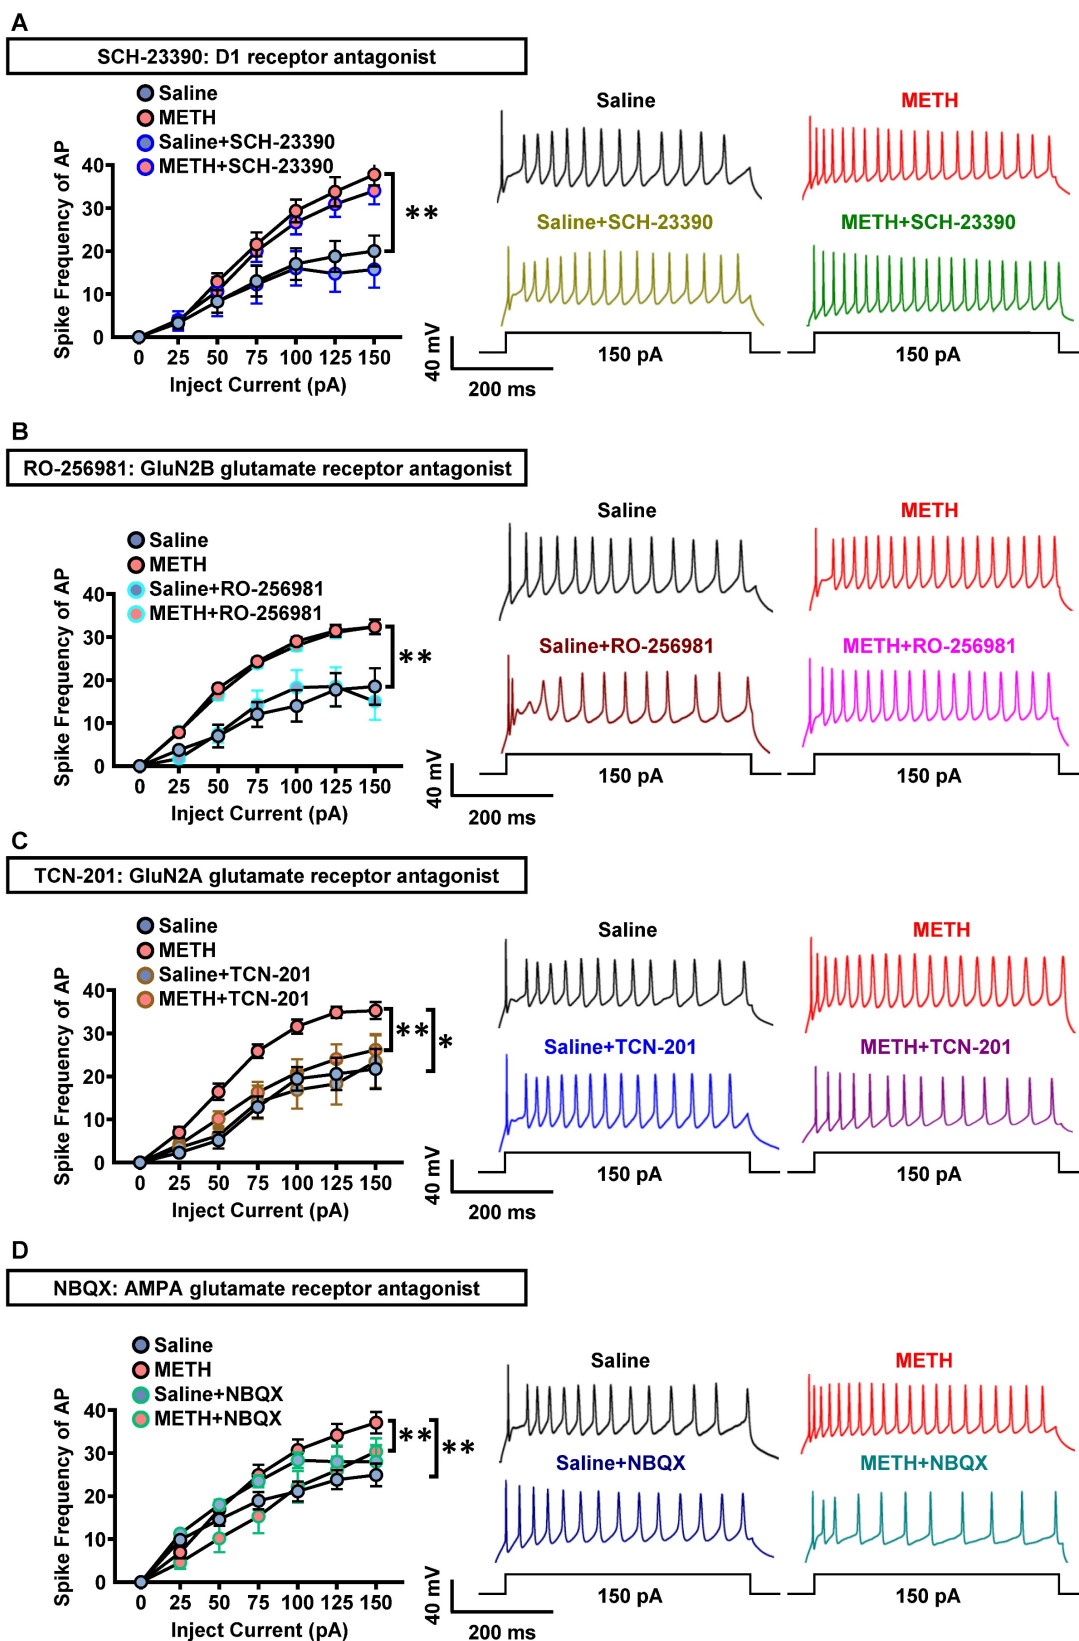 A
SCH-23390: D1 receptor antagonist
Saline
METH
Saline+SCH-23390
METH+SCH-23390
Spike Frequency of AP
40
30
20
10
0
0 25 50 75 100 125 150
Inject Current (pA)
**
Saline
METH
Saline+SCH-23390
METH+SCH-23390
150 pA
150 pA
40 mV
200 ms
B
RO-256981: GluN2B glutamate receptor antagonist
Saline
METH
Saline+RO-256981
METH+RO-256981
Spike Frequency of AP
40
30
20
10
0
0 25 50 75 100 125 150
Inject Current (pA)
**
Saline
METH
Saline+RO-256981
METH+RO-256981
150 pA
150 pA
40 mV
200 ms
C
TCN-201: GluN2A glutamate receptor antagonist
Saline
METH
Saline+TCN-201
METH+TCN-201
Spike Frequency of AP
40
30
20
10
0
0 25 50 75 100 125 150
Inject Current (pA)
** *
Saline
METH
Saline+TCN-201
METH+TCN-201
150 pA
150 pA
40 mV
200 ms
D
NBQX: AMPA glutamate receptor antagonist
Saline
METH
Saline+NBQX
METH+NBQX
Spike Frequency of AP
40
30
20
10
0
0 25 50 75 100 125 150
Inject Current (pA)
** **
Saline
METH
Saline+NBQX
METH+NBQX
150 pA
150 pA
40 mV
200 ms